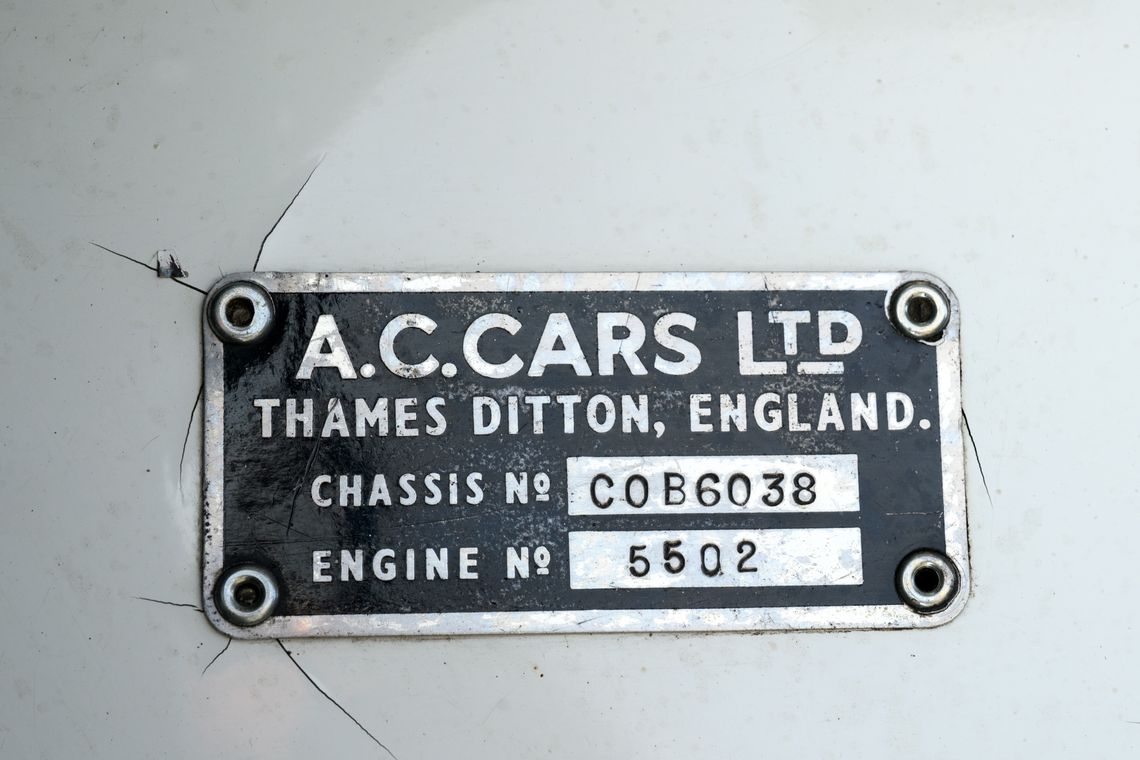 A.C.CARS LTD
THAMES DITTON, ENGLAND.
CHASSIS Nº COB6038
ENGINE Nº 5502